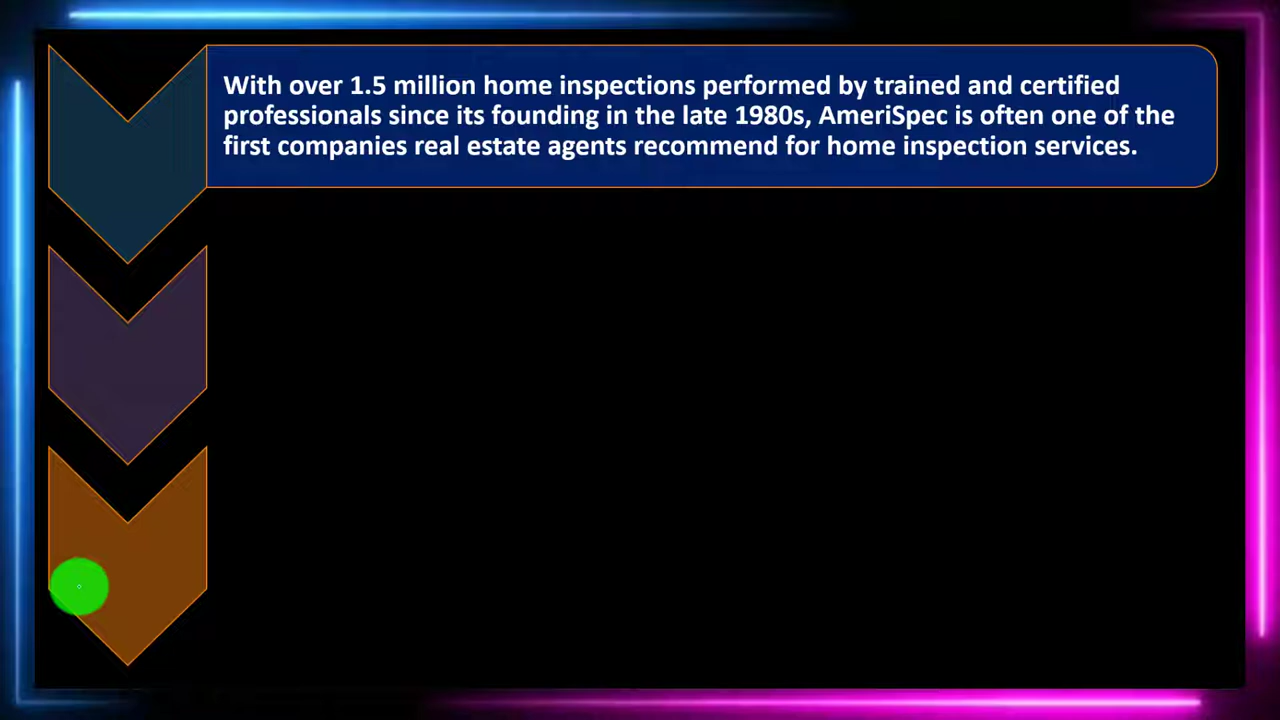 With over 1.5 million home inspections performed by trained and certified
professionals since its founding in the late 1980s, AmeriSpec is often one of the
first companies real estate agents recommend for home inspection services.